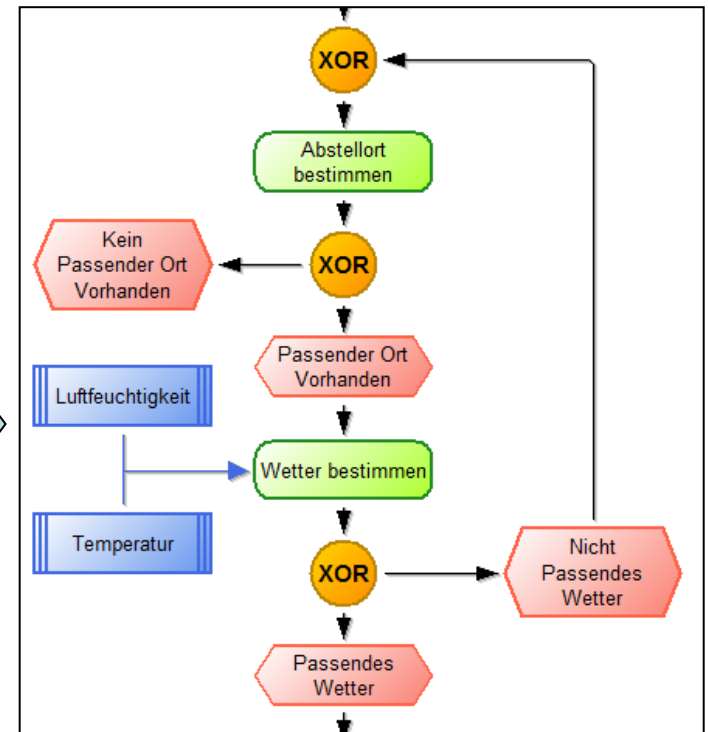 XOR
Abstellort
bestimmen
Kein
Passender Ort
Vorhanden
XOR
Passender Ort
Vorhanden
Luftfeuchtigkeit
Wetter bestimmen
Temperatur
XOR
Nicht
Passendes
Wetter
Passendes
Wetter